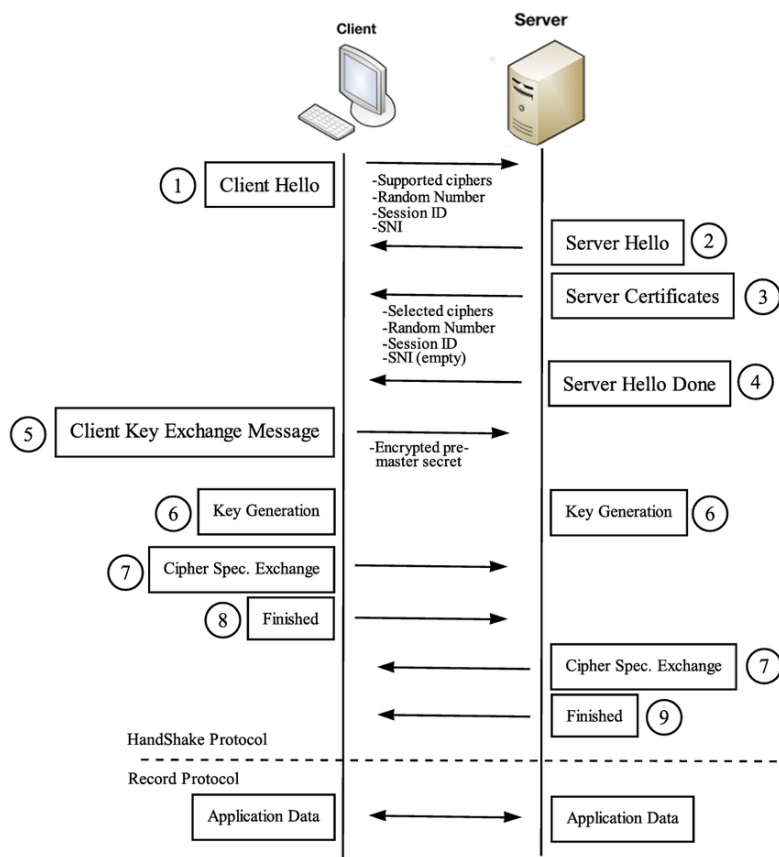 Client
Server
1
Client Hello
-Supported ciphers
-Random Number
-Session ID
-SNI
Server Hello
2
Server Certificates
3
-Selected ciphers
-Random Number
-Session ID
-SNI (empty)
Server Hello Done
4
5
Client Key Exchange Message
-Encrypted pre-
master secret
6
Key Generation
Key Generation
6
7
Cipher Spec. Exchange
8
Finished
Cipher Spec. Exchange
7
Finished
9
HandShake Protocol
Record Protocol
Application Data
Application Data